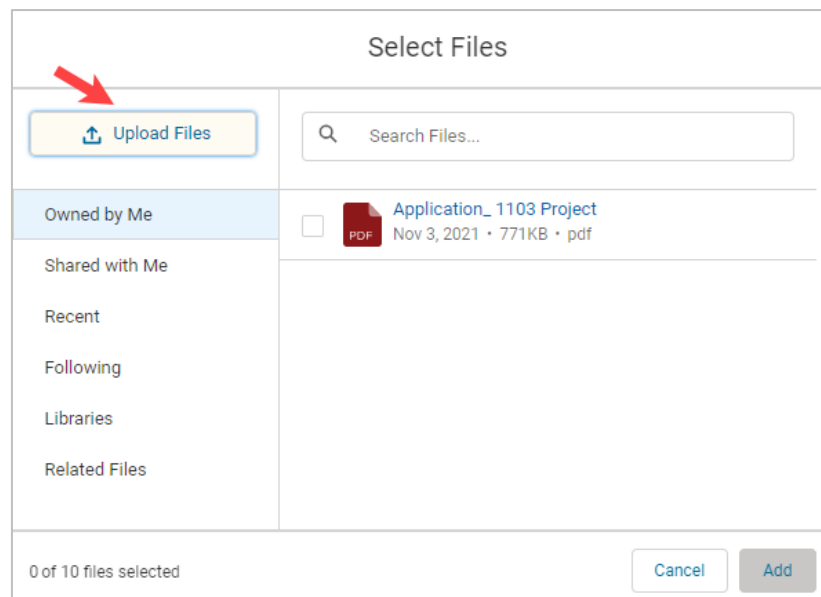 Select Files
Upload Files
Search Files...
Owned by Me
Shared with Me
Recent
Following
Libraries
Related Files
PDF
Application_ 1103 Project
Nov 3, 2021 • 771KB • pdf
0 of 10 files selected
Cancel
Add